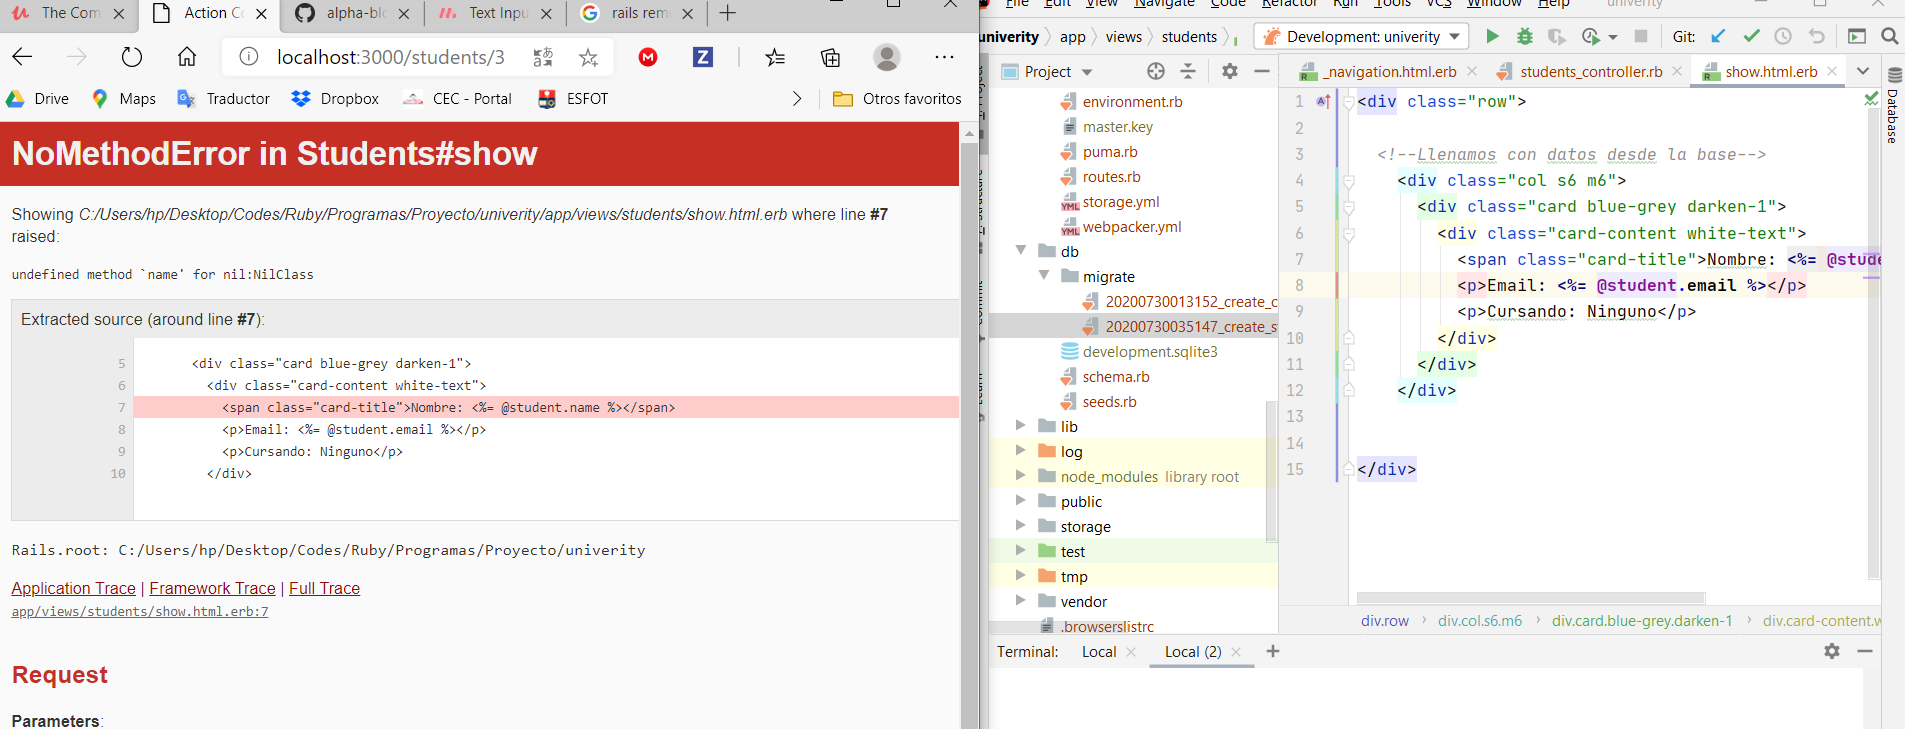 The Com
Action Co
alpha-blo
Text Inpu
rails rem
localhost:3000/students/3
Drive
Maps
Traductor
Dropbox
CEC - Portal
ESFOT
Otros favoritos
NoMethodError in Students#show
Showing C:/Users/hp/Desktop/Codes/Ruby/Programas/Proyecto/univerity/app/views/students/show.html.erb where line #7
raised:
undefined method `name' for nil:NilClass
Extracted source (around line #7):
5 <div class="card blue-grey darken-1">
6 <div class="card-content white-text">
7 <span class="card-title">Nombre: <%= @student.name %></span>
8 <p>Email: <%= @student.email %></p>
9 <p>Cursando: Ninguno</p>
10 </div>
Rails.root: C:/Users/hp/Desktop/Codes/Ruby/Programas/Proyecto/univerity
Application Trace | Framework Trace | Full Trace
app/views/students/show.html.erb:7
Request
Parameters:
File Edit View Navigate Code Refactor Run Tools VCS Window Help univerity
univerity app views students
Development: univerity
Git:
Project
_navigation.html.erb
students_controller.rb
show.html.erb
Database
environment.rb
master.key
puma.rb
routes.rb
storage.yml
webpacker.yml
db
migrate
20200730013152_create_c
20200730035147_create_s
development.sqlite3
schema.rb
seeds.rb
lib
log
node_modules library root
public
storage
test
tmp
vendor
.browserslistrc
1 <div class="row">
2
3 <!--Llenamos con datos desde la base-->
4 <div class="col s6 m6">
5 <div class="card blue-grey darken-1">
6 <div class="card-content white-text">
7 <span class="card-title">Nombre: <%= @stude
8 <p>Email: <%= @student.email %></p>
9 <p>Cursando: Ninguno</p>
10 </div>
11 </div>
12 </div>
13
14
15 </div>
div.row div.col.s6.m6 div.card.blue-grey.darken-1 div.card-content.w
Terminal: Local Local (2)